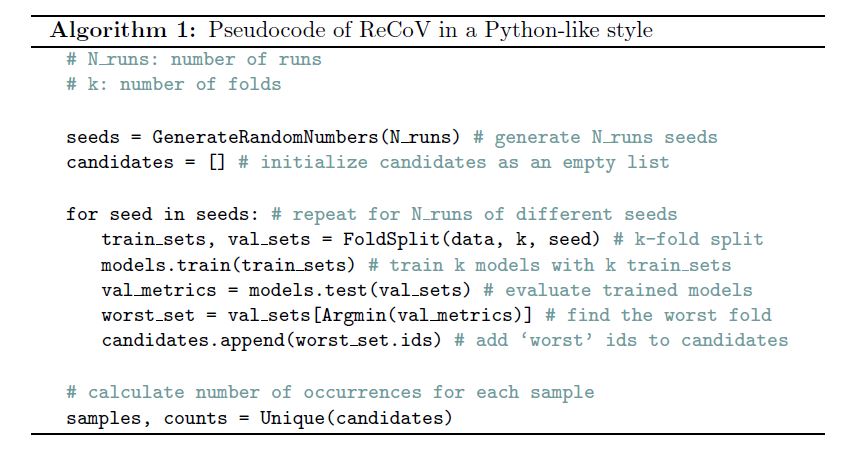 Algorithm 1: Pseudocode of ReCoV in a Python-like style
# N_runs: number of runs
# k: number of folds
seeds = GenerateRandomNumbers(N_runs) # generate N_runs seeds
candidates = [] # initialize candidates as an empty list
for seed in seeds: # repeat for N_runs of different seeds
train_sets, val_sets = FoldSplit(data, k, seed) # k-fold split
models.train(train_sets) # train k models with k train_sets
val_metrics = models.test(val_sets) # evaluate trained models
worst_set = val_sets[Argmin(val_metrics)] # find the worst fold
candidates.append(worst_set.ids) # add ‘worst’ ids to candidates
# calculate number of occurrences for each sample
samples, counts = Unique(candidates)